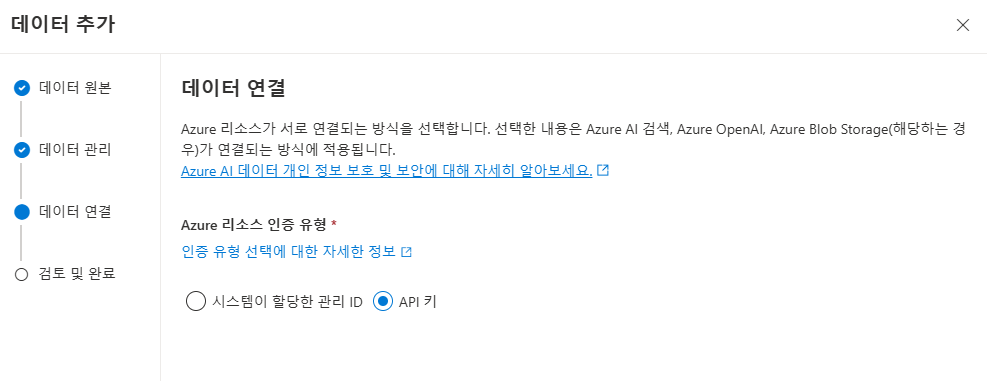 데이터 추가
데이터 원본
데이터 관리
데이터 연결
검토 및 완료
데이터 연결
Azure 리소스가 서로 연결되는 방식을 선택합니다. 선택한 내용은 Azure AI 검색, Azure OpenAI, Azure Blob Storage(해당하는 경
우)가 연결되는 방식에 적용됩니다.
Azure AI 데이터 개인 정보 보호 및 보안에 대해 자세히 알아보세요.
Azure 리소스 인증 유형 *
인증 유형 선택에 대한 자세한 정보
시스템이 할당한 관리 ID API 키